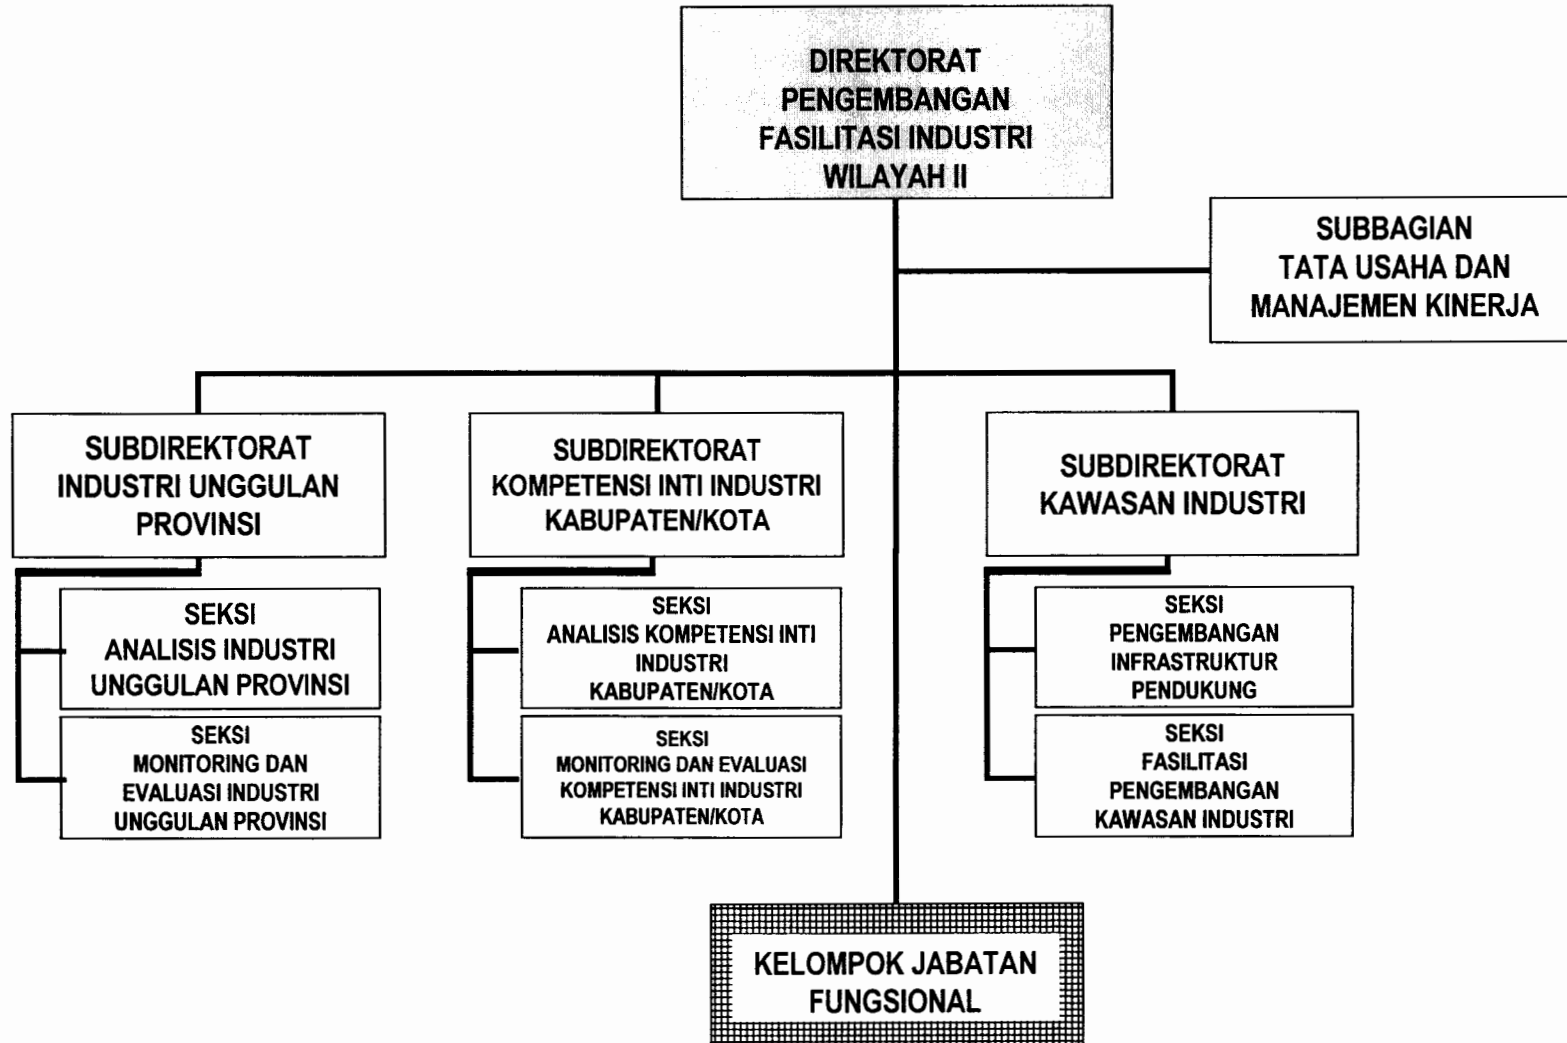 DIREKTORAT
PENGEMBANGAN
FASILITASI INDUSTRI
WILAYAH II
SUBBAGIAN
TATA USAHA DAN
MANAJEMEN KINERJA
SUBDIREKTORAT
INDUSTRI UNGGULAN
PROVINSI
SUBDIREKTORAT
KOMPETENSI INTI INDUSTRI
KABUPATEN/KOTA
SUBDIREKTORAT
KAWASAN INDUSTRI
SEKSI
ANALISIS INDUSTRI
UNGGULAN PROVINSI
SEKSI
MONITORING DAN
EVALUASI INDUSTRI
UNGGULAN PROVINSI
SEKSI
ANALISIS KOMPETENSI INTI
INDUSTRI
KABUPATEN/KOTA
SEKSI
MONITORING DAN EVALUASI
KOMPETENSI INTI INDUSTRI
KABUPATEN/KOTA
SEKSI
PENGEMBANGAN
INFRASTRUKTUR
PENDUKUNG
SEKSI
FASILITASI
PENGEMBANGAN
KAWASAN INDUSTRI
KELOMPOK JABATAN
FUNGSIONAL